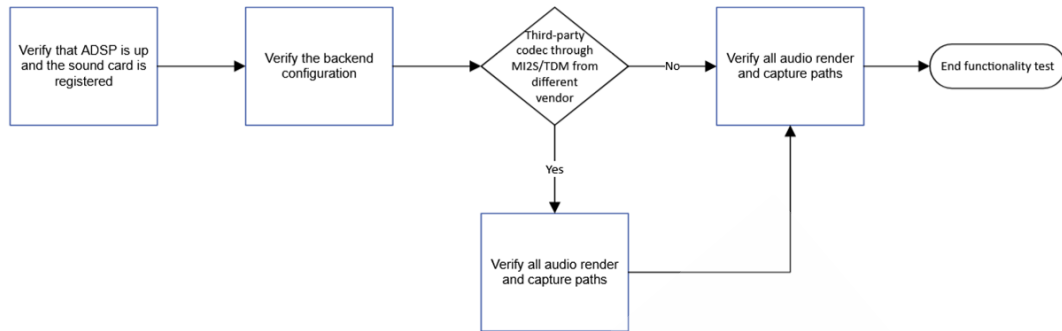 Verify that ADSP is up
and the sound card is
registered
Verify the backend
configuration
Third-party
codec through
MI2S/TDM from
different
vendor
No
Verify all audio render
and capture paths
End functionality test
Yes
Verify all audio render
and capture paths